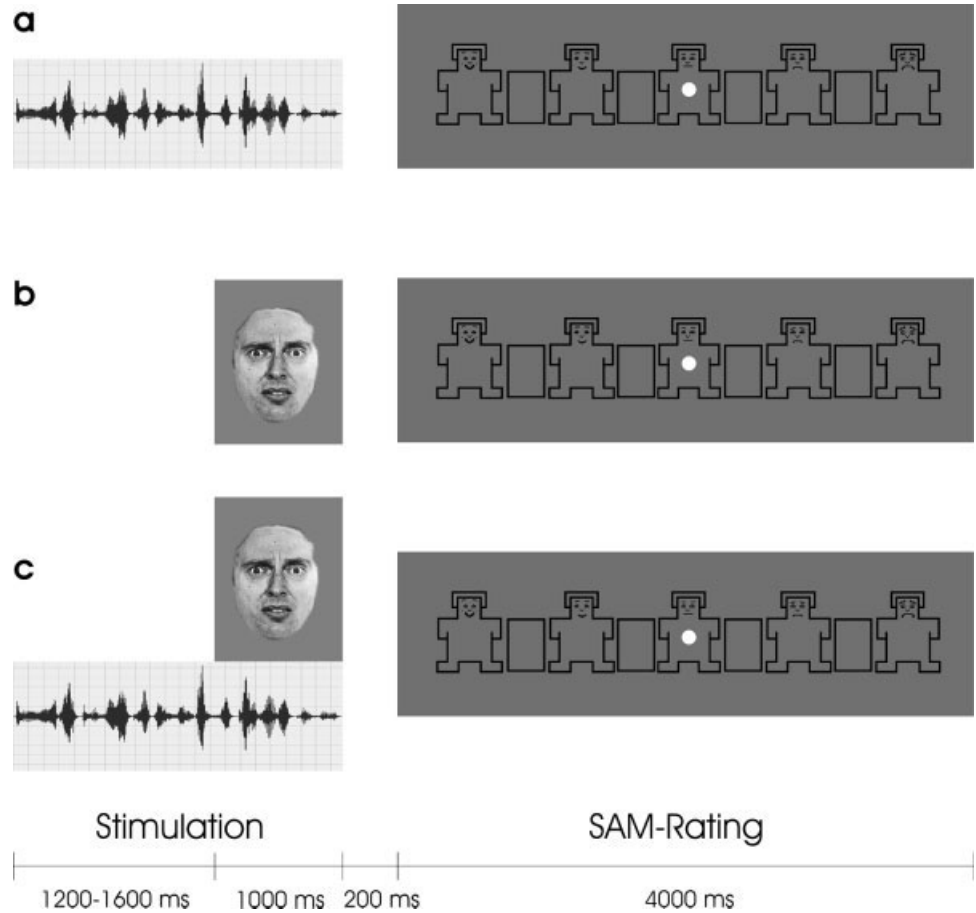 a
b
c
Stimulation
SAM-Rating
1200-1600 ms
1000 ms
200 ms
4000 ms